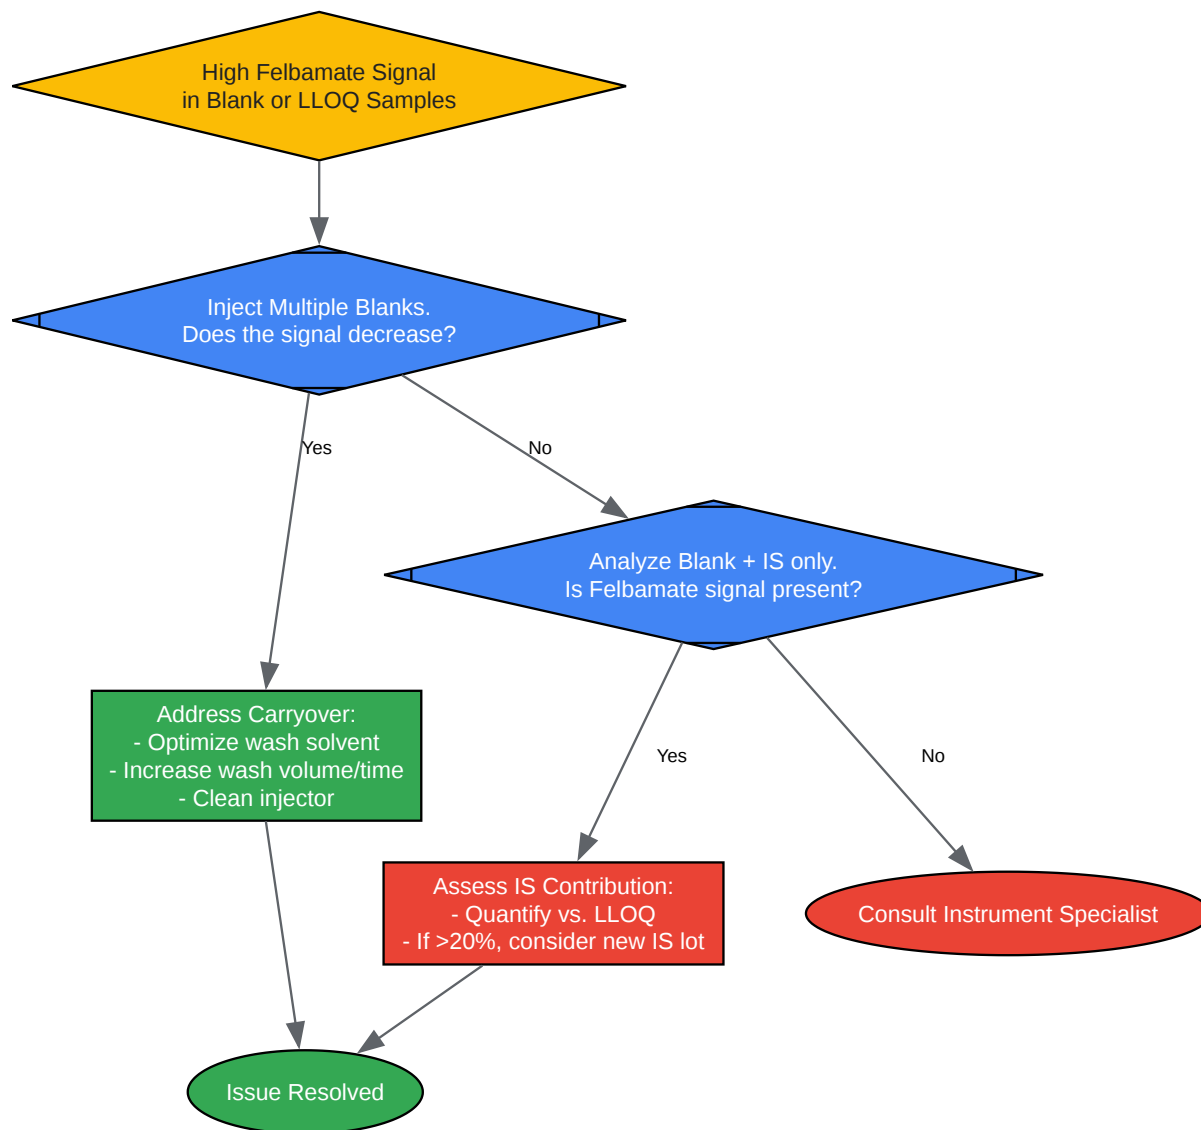 High Felbamate Signal
in Blank or LLOQ Samples
Inject Multiple Blanks.
Does the signal decrease?
Yes
No
Analyze Blank + IS only.
Is Felbamate signal present?
Address Carryover:
- Optimize wash solvent
- Increase wash volume/time
- Clean injector
Yes
No
Assess IS Contribution:
- Quantify vs. LLOQ
- If >20%, consider new IS lot
Consult Instrument Specialist
Issue Resolved